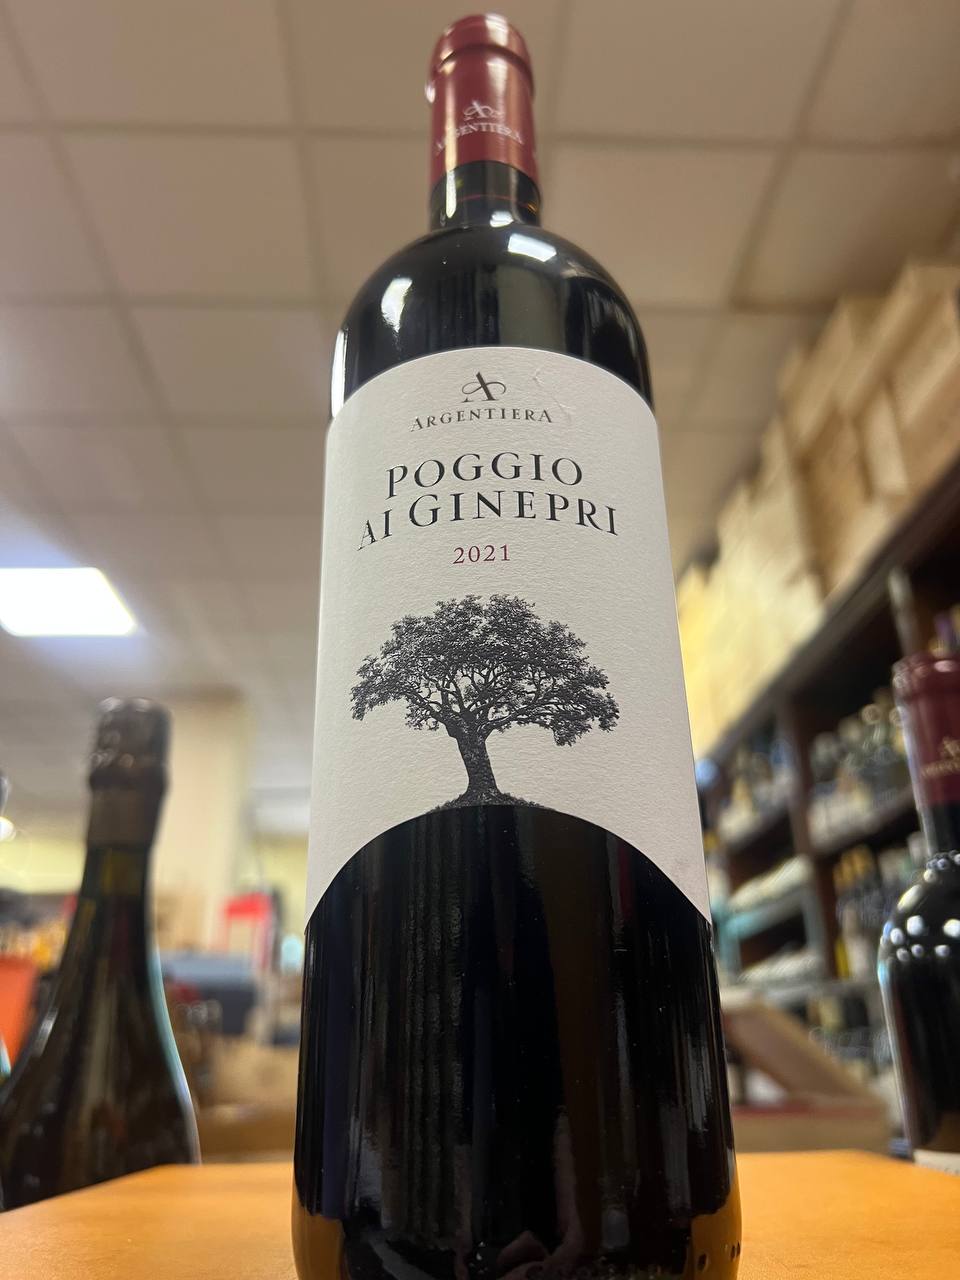 ARGENTIERA
ARGENTIERA
POGGIO
AI GINEPRI
2021